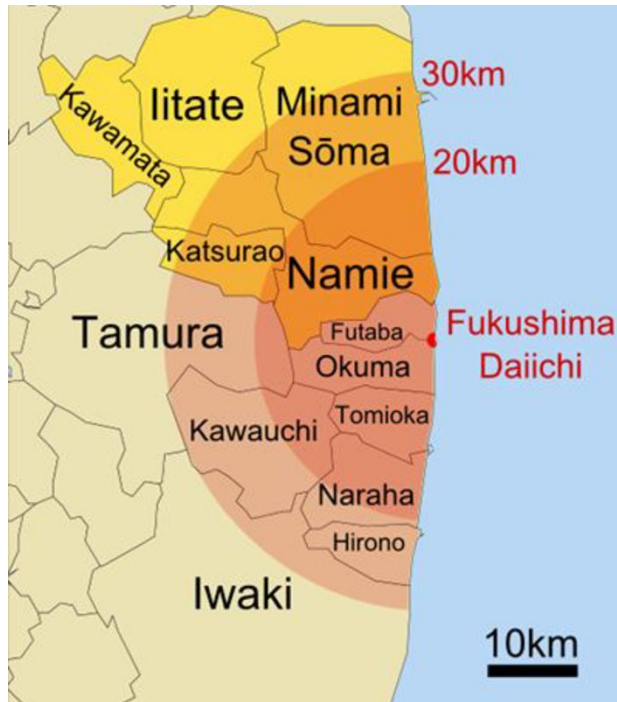 30km
Iitate
Minami
Sōma
Kawamata
20km
Katsurao
Namie
Tamura
Futaba
Fukushima
Daiichi
Okuma
Tomioka
Kawauchi
Naraha
Hirono
Iwaki
10km